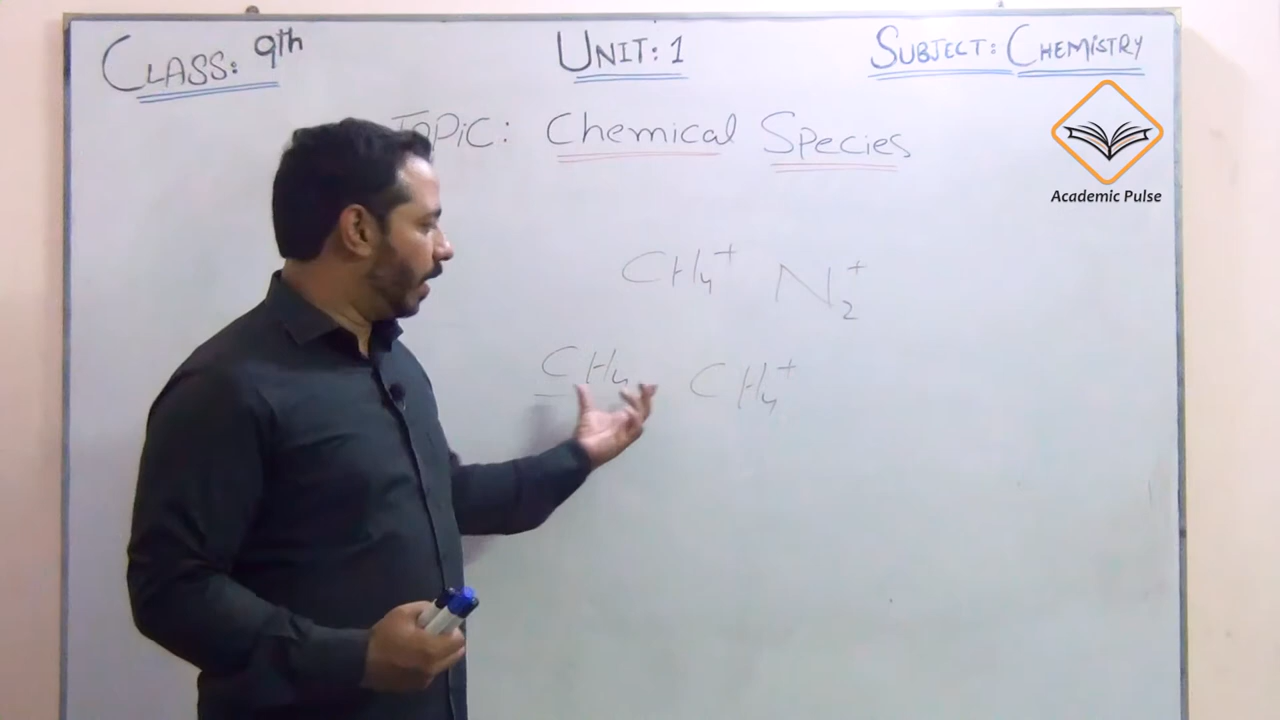 CLASS: 9th UNIT: 1 SUBJECT: CHEMISTRY
TOPIC: Chemical Species
Academic Pulse
CH₄⁺ N₂⁺
CH₄ CH₄⁺